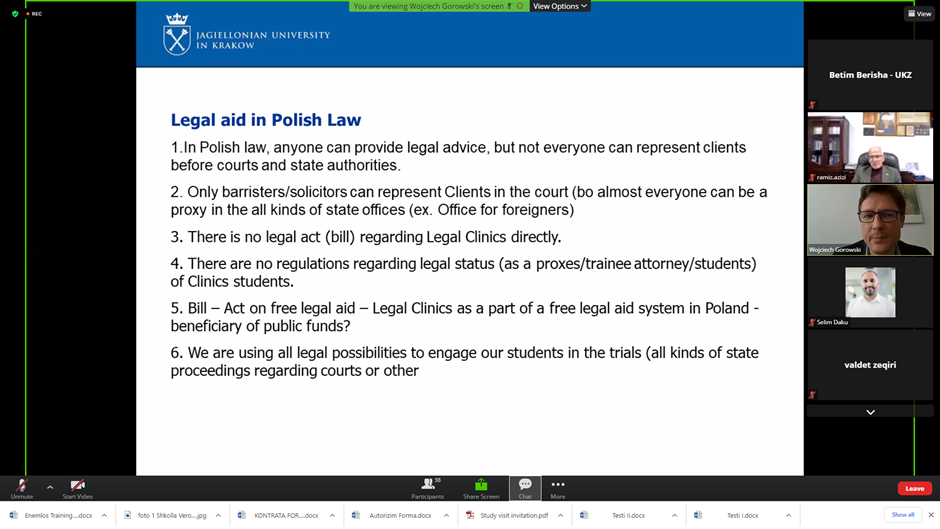 REC
You are viewing Wojciech Gorowski's screen
View Options
View
JAGIELLONIAN UNIVERSITY
IN KRAKOW
Legal aid in Polish Law
1.In Polish law, anyone can provide legal advice, but not everyone can represent clients
before courts and state authorities.
2. Only barristers/solicitors can represent Clients in the court (bo almost everyone can be a
proxy in the all kinds of state offices (ex. Office for foreigners)
3. There is no legal act (bill) regarding Legal Clinics directly.
4. There are no regulations regarding legal status (as a proxes/trainee attorney/students)
of Clinics students.
5. Bill – Act on free legal aid – Legal Clinics as a part of a free legal aid system in Poland -
beneficiary of public funds?
6. We are using all legal possibilities to engage our students in the trials (all kinds of state
proceedings regarding courts or other
Betim Berisha - UKZ
ramiz.azizi
Wojciech Gorowski
Selim Daku
valdet zeqiri
Unmute
Start Video
38
Participants
Share Screen
Chat
More
Leave
Enemlos Training....docx
foto 1 Shkolla Vero....jpg
KONTRATA FOR....docx
Autorizim Forma.docx
Study visit invitation.pdf
Testi II.docx
Testi I.docx
Show all